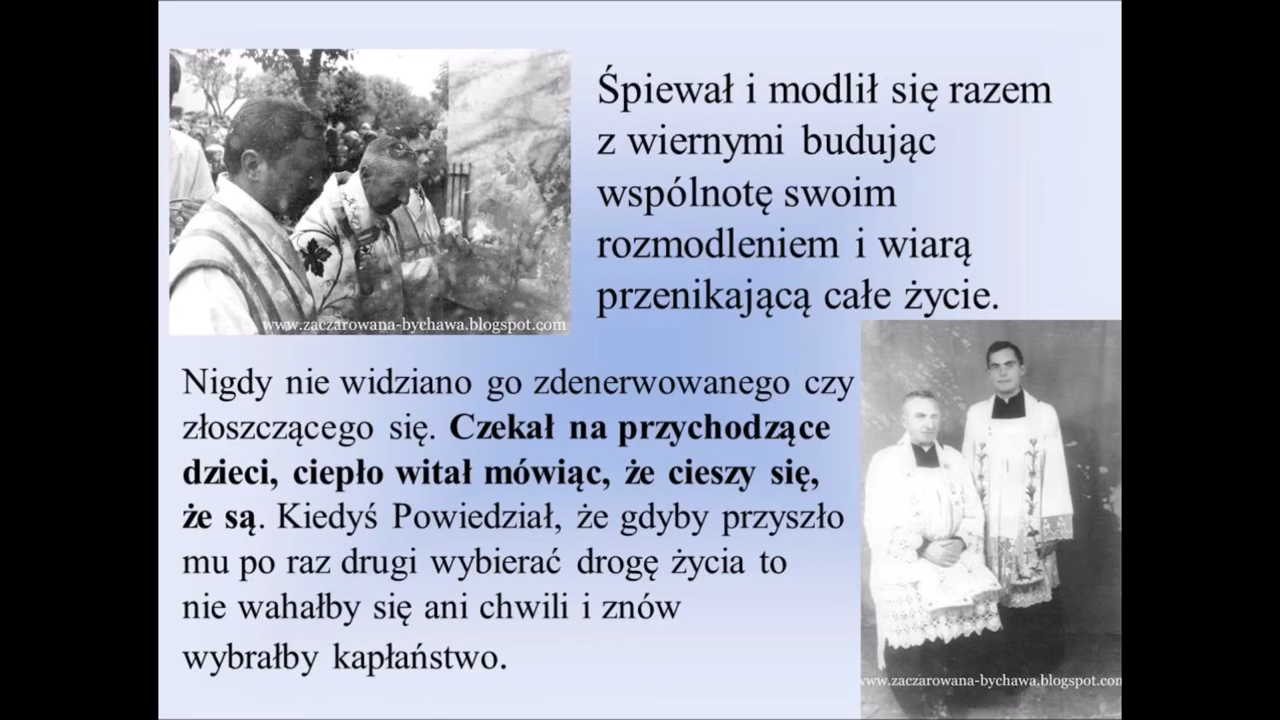 Śpiewał i modlił się razem
z wiernymi budując
wspólnotę swoim
rozmodleniem i wiarą
przenikającą całe życie.
www.zaczarowana-bychawa.blogspot.com
Nigdy nie widziano go zdenerwowanego czy
złoszczącego się. Czekał na przychodzące
dzieci, ciepło witał mówiąc, że cieszy się,
że są. Kiedyś Powiedział, że gdyby przyszło
mu po raz drugi wybierać drogę życia to
nie wahałby się ani chwili i znów
wybrałby kapłaństwo.
www.zaczarowana-bychawa.blogspot.com